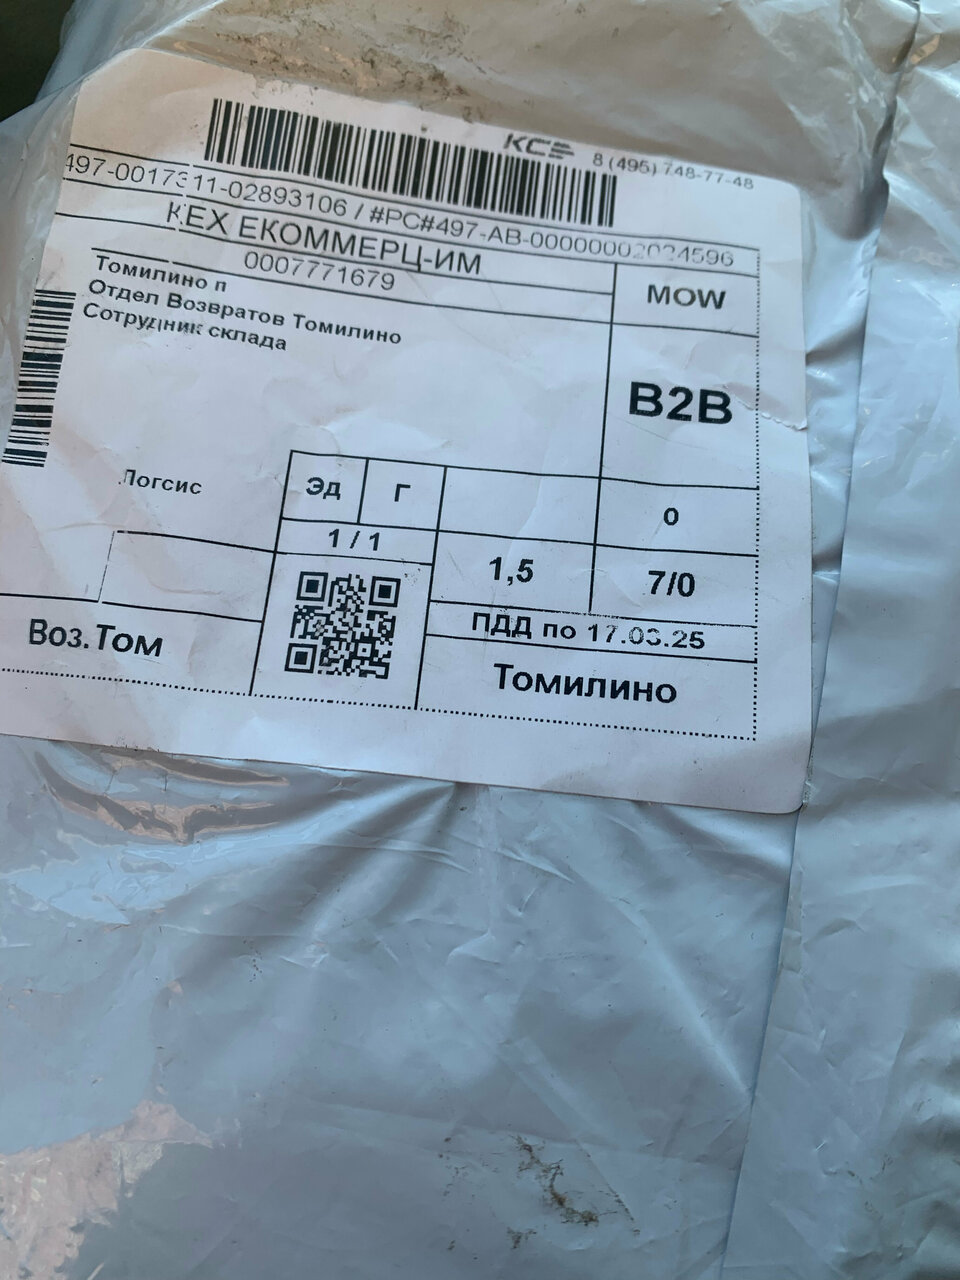 КСЭ 8 (495) 748-77-48
497-0017311-02893106 / #PC#497-AB-000000002024596
КЕХ ЕКОММЕРЦ-ИМ
0007771679
MOW
Томилино п
Отдел Возвратов Томилино
Сотрудник склада
B2B
Логсис
Эд Г
0
1 / 1
1,5
7/0
ПДД по 17.03.25
Воз.Том
Томилино